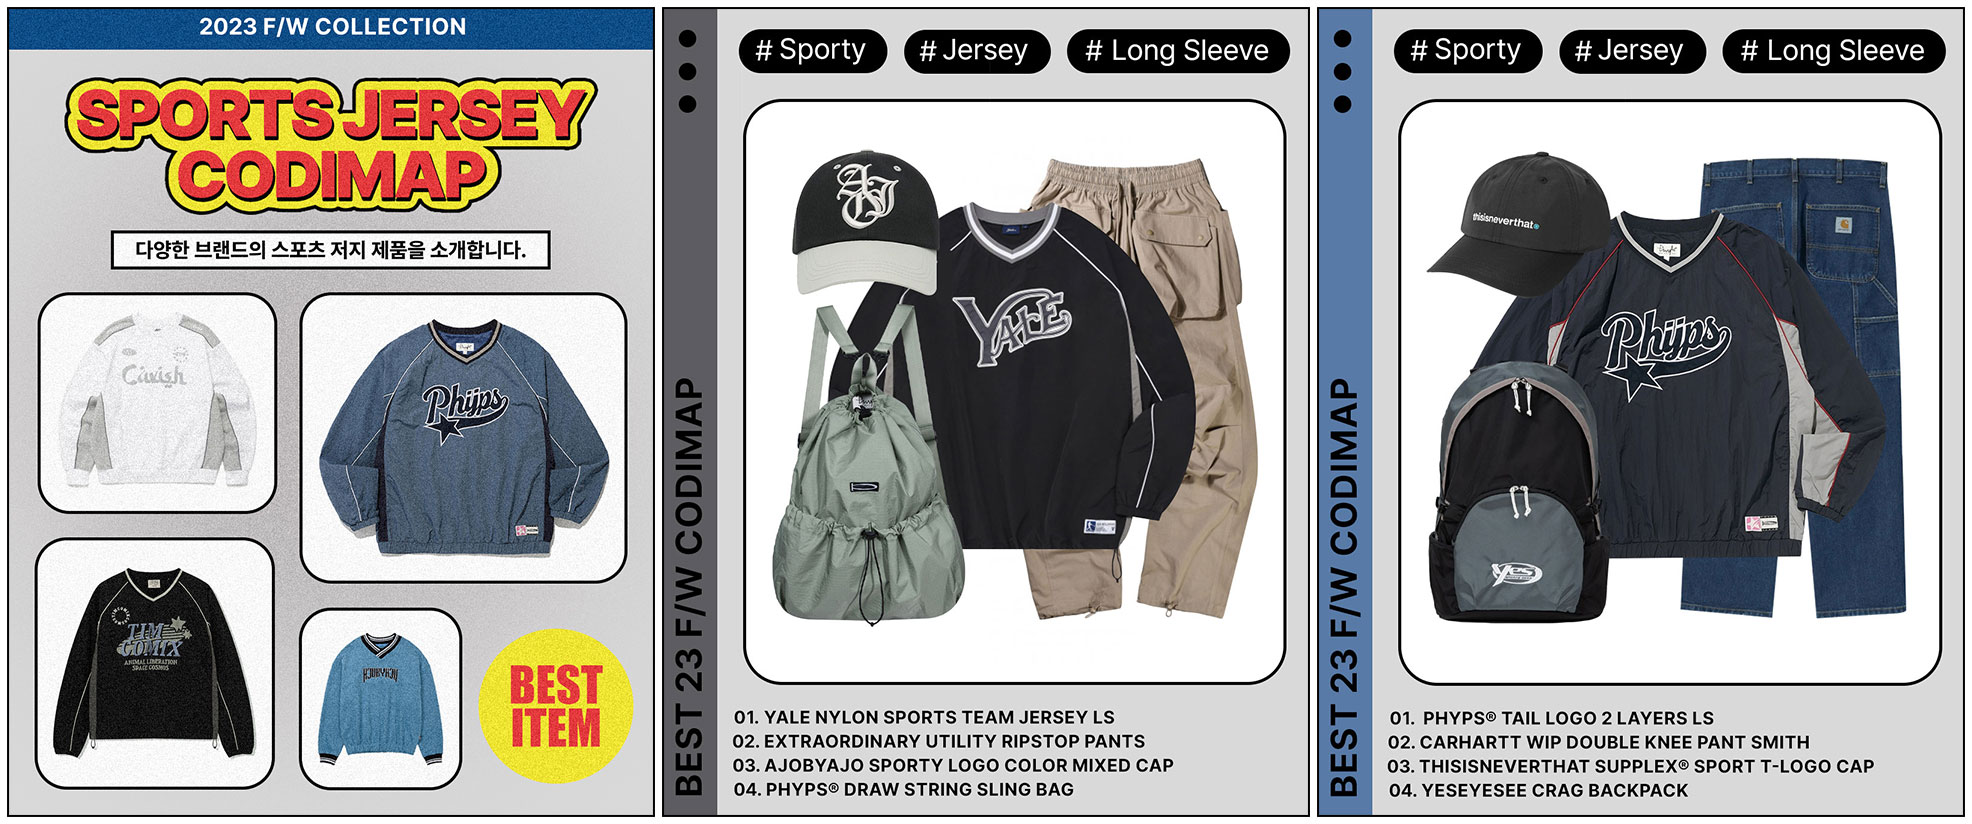 2023 F/W COLLECTION
SPORTS JERSEY
CODIMAP
다양한 브랜드의 스포츠 저지 제품을 소개합니다.
Civish
Phyps
TIM
COMIX
ANIMAL LIBERATION
SPACE COSMOS
AJOBYAJO
BEST
ITEM
BEST 23 F/W CODIMAP
# Sporty
# Jersey
# Long Sleeve
AJ
YALE
01. YALE NYLON SPORTS TEAM JERSEY LS
02. EXTRAORDINARY UTILITY RIPSTOP PANTS
03. AJOBYAJO SPORTY LOGO COLOR MIXED CAP
04. PHYPS® DRAW STRING SLING BAG
BEST 23 F/W CODIMAP
# Sporty
# Jersey
# Long Sleeve
thisisneverthat®
Phyps
Yes
01. PHYPS® TAIL LOGO 2 LAYERS LS
02. CARHARTT WIP DOUBLE KNEE PANT SMITH
03. THISISNEVERTHAT SUPPLEX® SPORT T-LOGO CAP
04. YESEYESEE CRAG BACKPACK